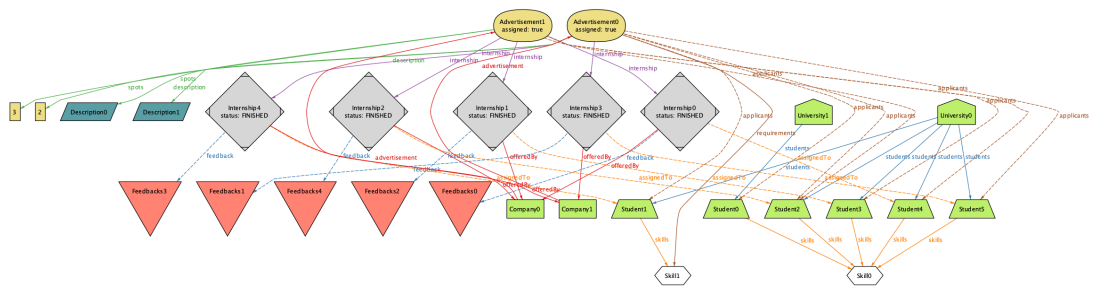 Advertisement1
assigned: true
Advertisement0
assigned: true
description
internship
internship
internship
internship
internship
advertisement
spots
spots
description
applicants
applicants
applicants
applicants
applicants
requirements
3
2
Description0
Description1
Internship4
status: FINISHED
Internship2
status: FINISHED
Internship1
status: FINISHED
Internship3
status: FINISHED
Internship0
status: FINISHED
University1
University0
feedback
advertisement
feedback
feedback
feedback
feedback
offeredBy
offeredBy
offeredBy
students
students
students
students
students
students
assignedTo
assignedTo
assignedTo
assignedTo
assignedTo
offeredBy
offeredBy
Feedbacks3
Feedbacks1
Feedbacks4
Feedbacks2
Feedbacks0
Company0
Company1
Student1
Student0
Student2
Student3
Student4
Student5
skills
skills
skills
skills
skills
skills
Skill1
Skill0